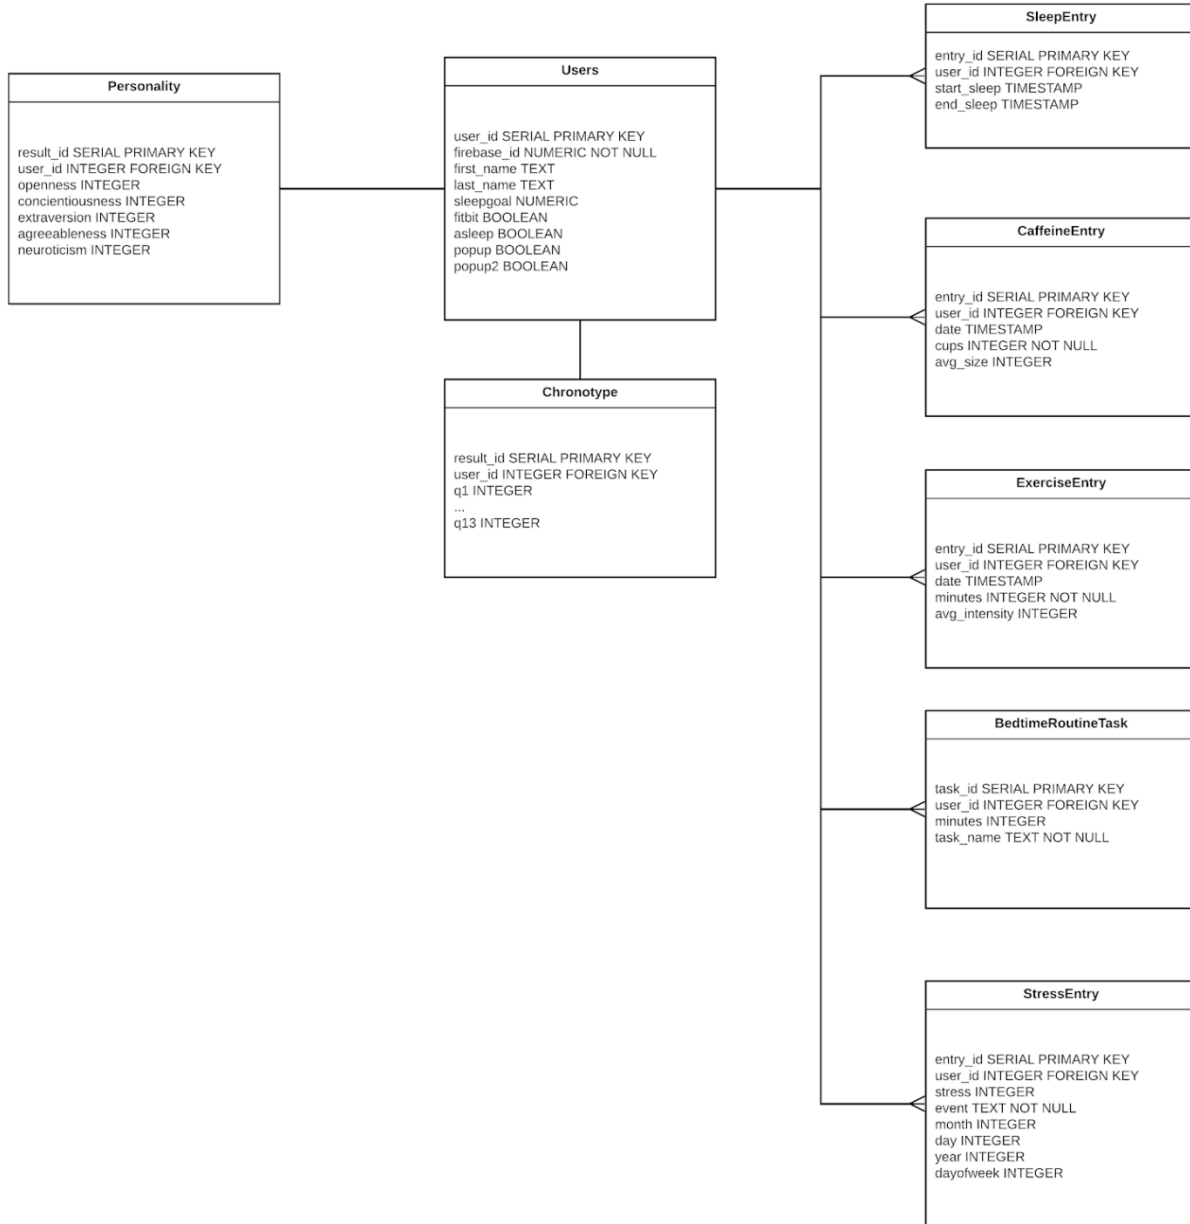 Personality
result_id SERIAL PRIMARY KEY
user_id INTEGER FOREIGN KEY
openness INTEGER
concientiousness INTEGER
extraversion INTEGER
agreeableness INTEGER
neuroticism INTEGER
Users
user_id SERIAL PRIMARY KEY
firebase_id NUMERIC NOT NULL
first_name TEXT
last_name TEXT
sleepgoal NUMERIC
fitbit BOOLEAN
asleep BOOLEAN
popup BOOLEAN
popup2 BOOLEAN
Chronotype
result_id SERIAL PRIMARY KEY
user_id INTEGER FOREIGN KEY
q1 INTEGER
...
q13 INTEGER
SleepEntry
entry_id SERIAL PRIMARY KEY
user_id INTEGER FOREIGN KEY
start_sleep TIMESTAMP
end_sleep TIMESTAMP
CaffeineEntry
entry_id SERIAL PRIMARY KEY
user_id INTEGER FOREIGN KEY
date TIMESTAMP
cups INTEGER NOT NULL
avg_size INTEGER
ExerciseEntry
entry_id SERIAL PRIMARY KEY
user_id INTEGER FOREIGN KEY
date TIMESTAMP
minutes INTEGER NOT NULL
avg_intensity INTEGER
BedtimeRoutineTask
task_id SERIAL PRIMARY KEY
user_id INTEGER FOREIGN KEY
minutes INTEGER
task_name TEXT NOT NULL
StressEntry
entry_id SERIAL PRIMARY KEY
user_id INTEGER FOREIGN KEY
stress INTEGER
event TEXT NOT NULL
month INTEGER
day INTEGER
year INTEGER
dayofweek INTEGER